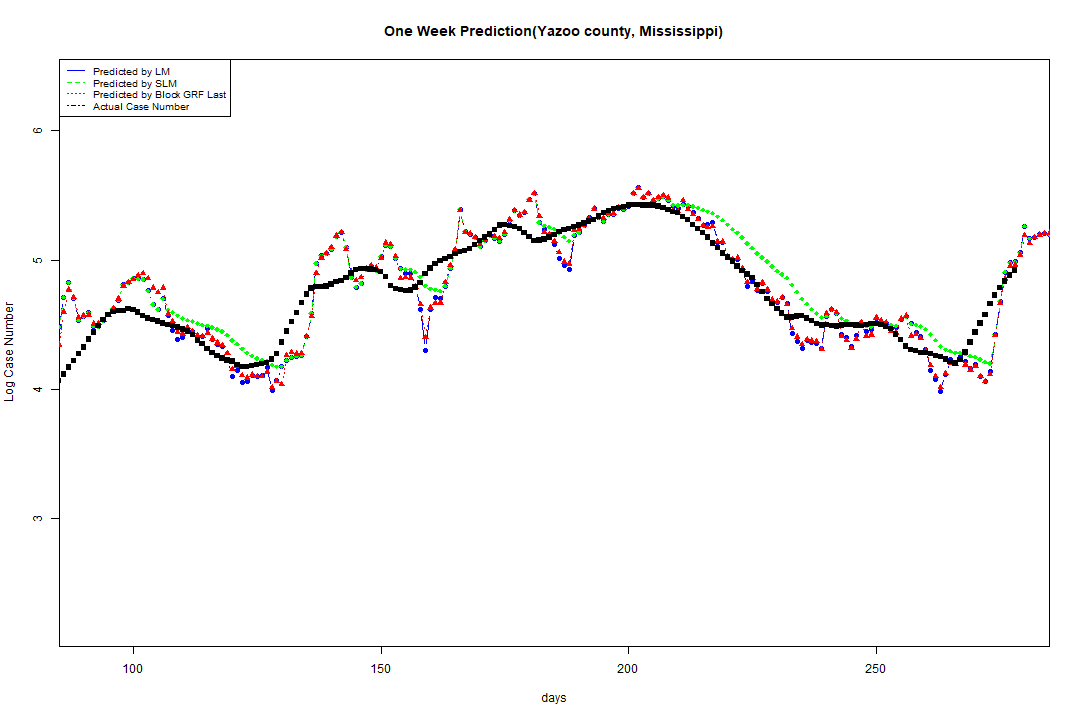 One Week Prediction(Yazoo county, Mississippi)
Predicted by LM
Predicted by SLM
Predicted by Block GRF Last
Actual Case Number
6
5
4
3
Log Case Number
100 150 200 250
days